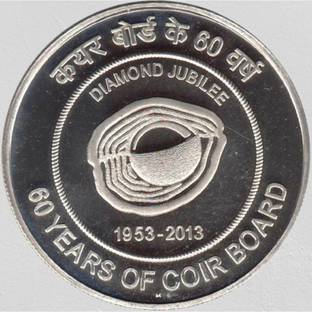 कयर बोर्ड के 60 वर्ष
DIAMOND JUBILEE
1953-2013
60 YEARS OF COIR BOARD